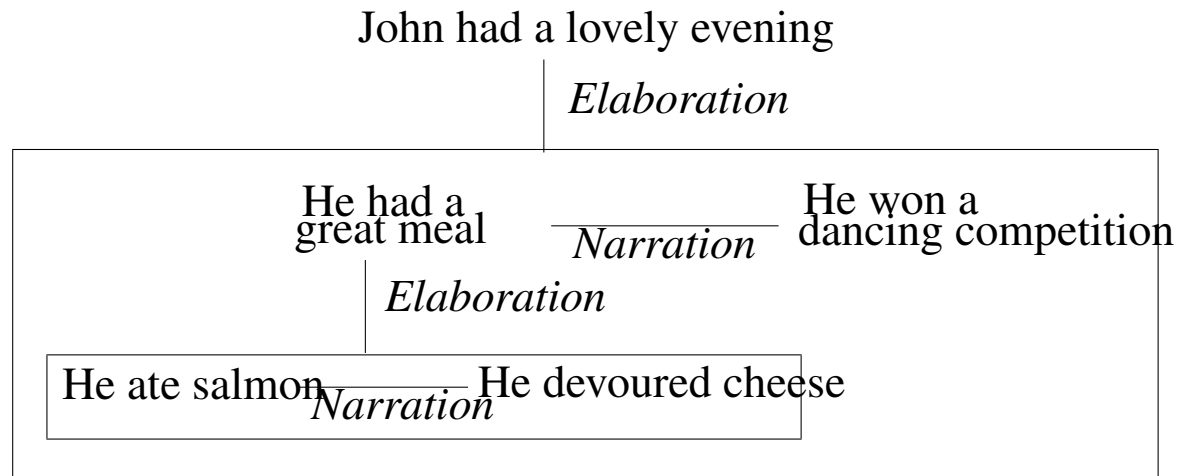 John had a lovely evening
Elaboration
He had a
great meal
Narration
He won a
dancing competition
Elaboration
He ate salmon
Narration
He devoured cheese